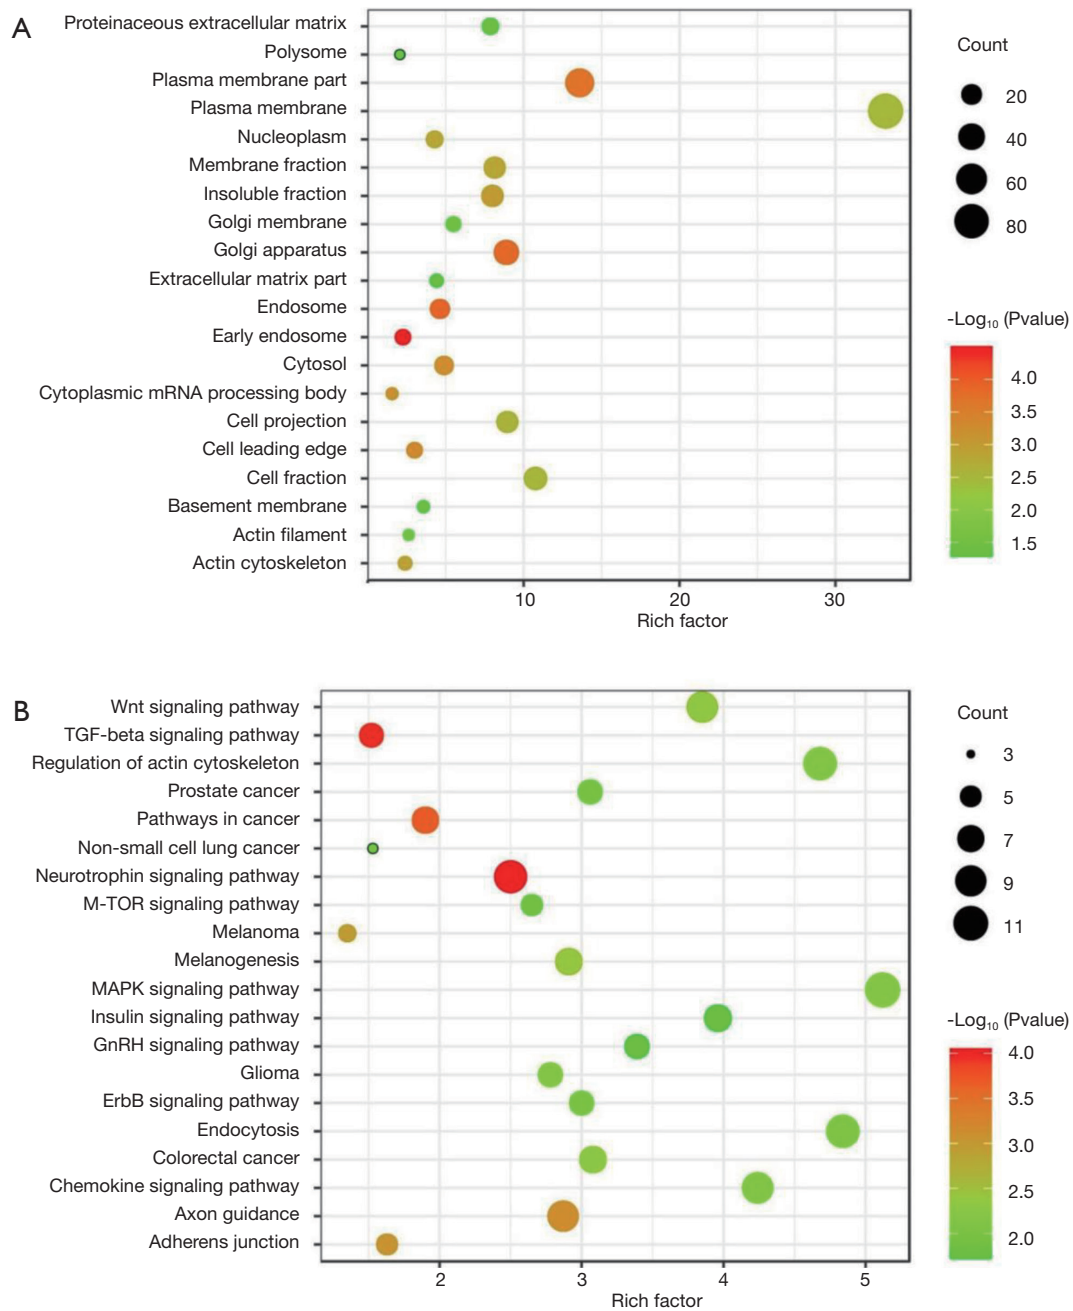 A
Proteinaceous extracellular matrix
Polysome
Plasma membrane part
Plasma membrane
Nucleoplasm
Membrane fraction
Insoluble fraction
Golgi membrane
Golgi apparatus
Extracellular matrix part
Endosome
Early endosome
Cytosol
Cytoplasmic mRNA processing body
Cell projection
Cell leading edge
Cell fraction
Basement membrane
Actin filament
Actin cytoskeleton
10 20 30
Rich factor
Count
20
40
60
80
-Log₁₀ (Pvalue)
4.0
3.5
3.0
2.5
2.0
1.5
B
Wnt signaling pathway
TGF-beta signaling pathway
Regulation of actin cytoskeleton
Prostate cancer
Pathways in cancer
Non-small cell lung cancer
Neurotrophin signaling pathway
M-TOR signaling pathway
Melanoma
Melanogenesis
MAPK signaling pathway
Insulin signaling pathway
GnRH signaling pathway
Glioma
ErbB signaling pathway
Endocytosis
Colorectal cancer
Chemokine signaling pathway
Axon guidance
Adherens junction
2 3 4 5
Rich factor
Count
3
5
7
9
11
-Log₁₀ (Pvalue)
4.0
3.5
3.0
2.5
2.0